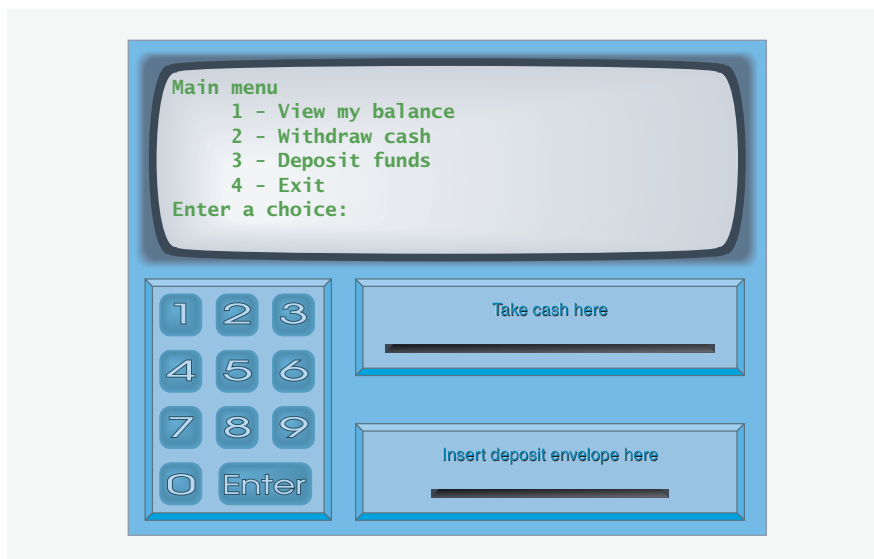 Main menu
1 - View my balance
2 - Withdraw cash
3 - Deposit funds
4 - Exit
Enter a choice:
1 2 3
Take cash here
4 5 6
7 8 9
Insert deposit envelope here
0 Enter